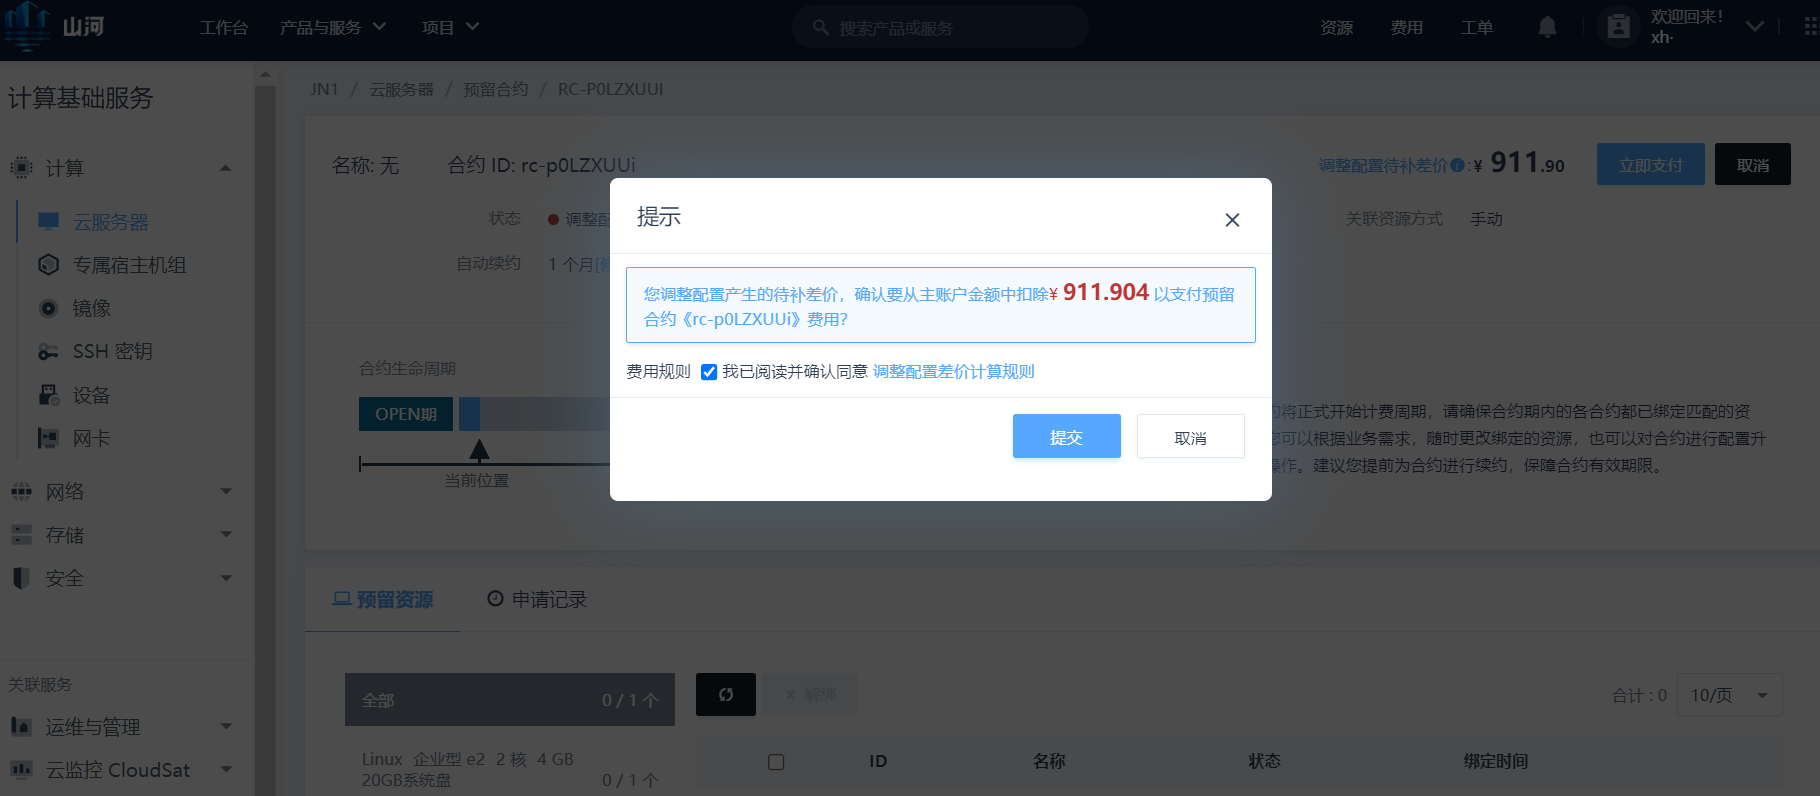 山河
工作台
产品与服务
项目
搜索产品或服务
资源
费用
工单
欢迎回来!
xh·
计算基础服务
计算
云服务器
专属宿主机组
镜像
SSH 密钥
设备
网卡
网络
存储
安全
关联服务
运维与管理
云监控 CloudSat
JN1 / 云服务器 / 预留合约 / RC-P0LZXUUI
名称: 无 合约 ID: rc-p0LZXUUi
调整配置待补差价 : ¥ 911.90
立即支付
取消
状态 调整配
关联资源方式 手动
自动续约 1 个月
提示
您调整配置产生的待补差价，确认要从主账户金额中扣除¥ 911.904 以支付预留
合约《rc-p0LZXUUi》费用?
费用规则 我已阅读并确认同意 调整配置差价计算规则
提交
取消
合约生命周期
OPEN期
当前位置
将正式开始计费周期，请确保合约期内的各合约都已绑定匹配的资
可以根据业务需求，随时更改绑定的资源，也可以对合约进行配置升
操作。建议您提前为合约进行续约，保障合约有效期限。
预留资源
申请记录
全部 0 / 1 个
解绑
合计 : 0
10/页
Linux 企业型 e2 2 核 4 GB
20GB系统盘 0 / 1 个
ID 名称 状态 绑定时间